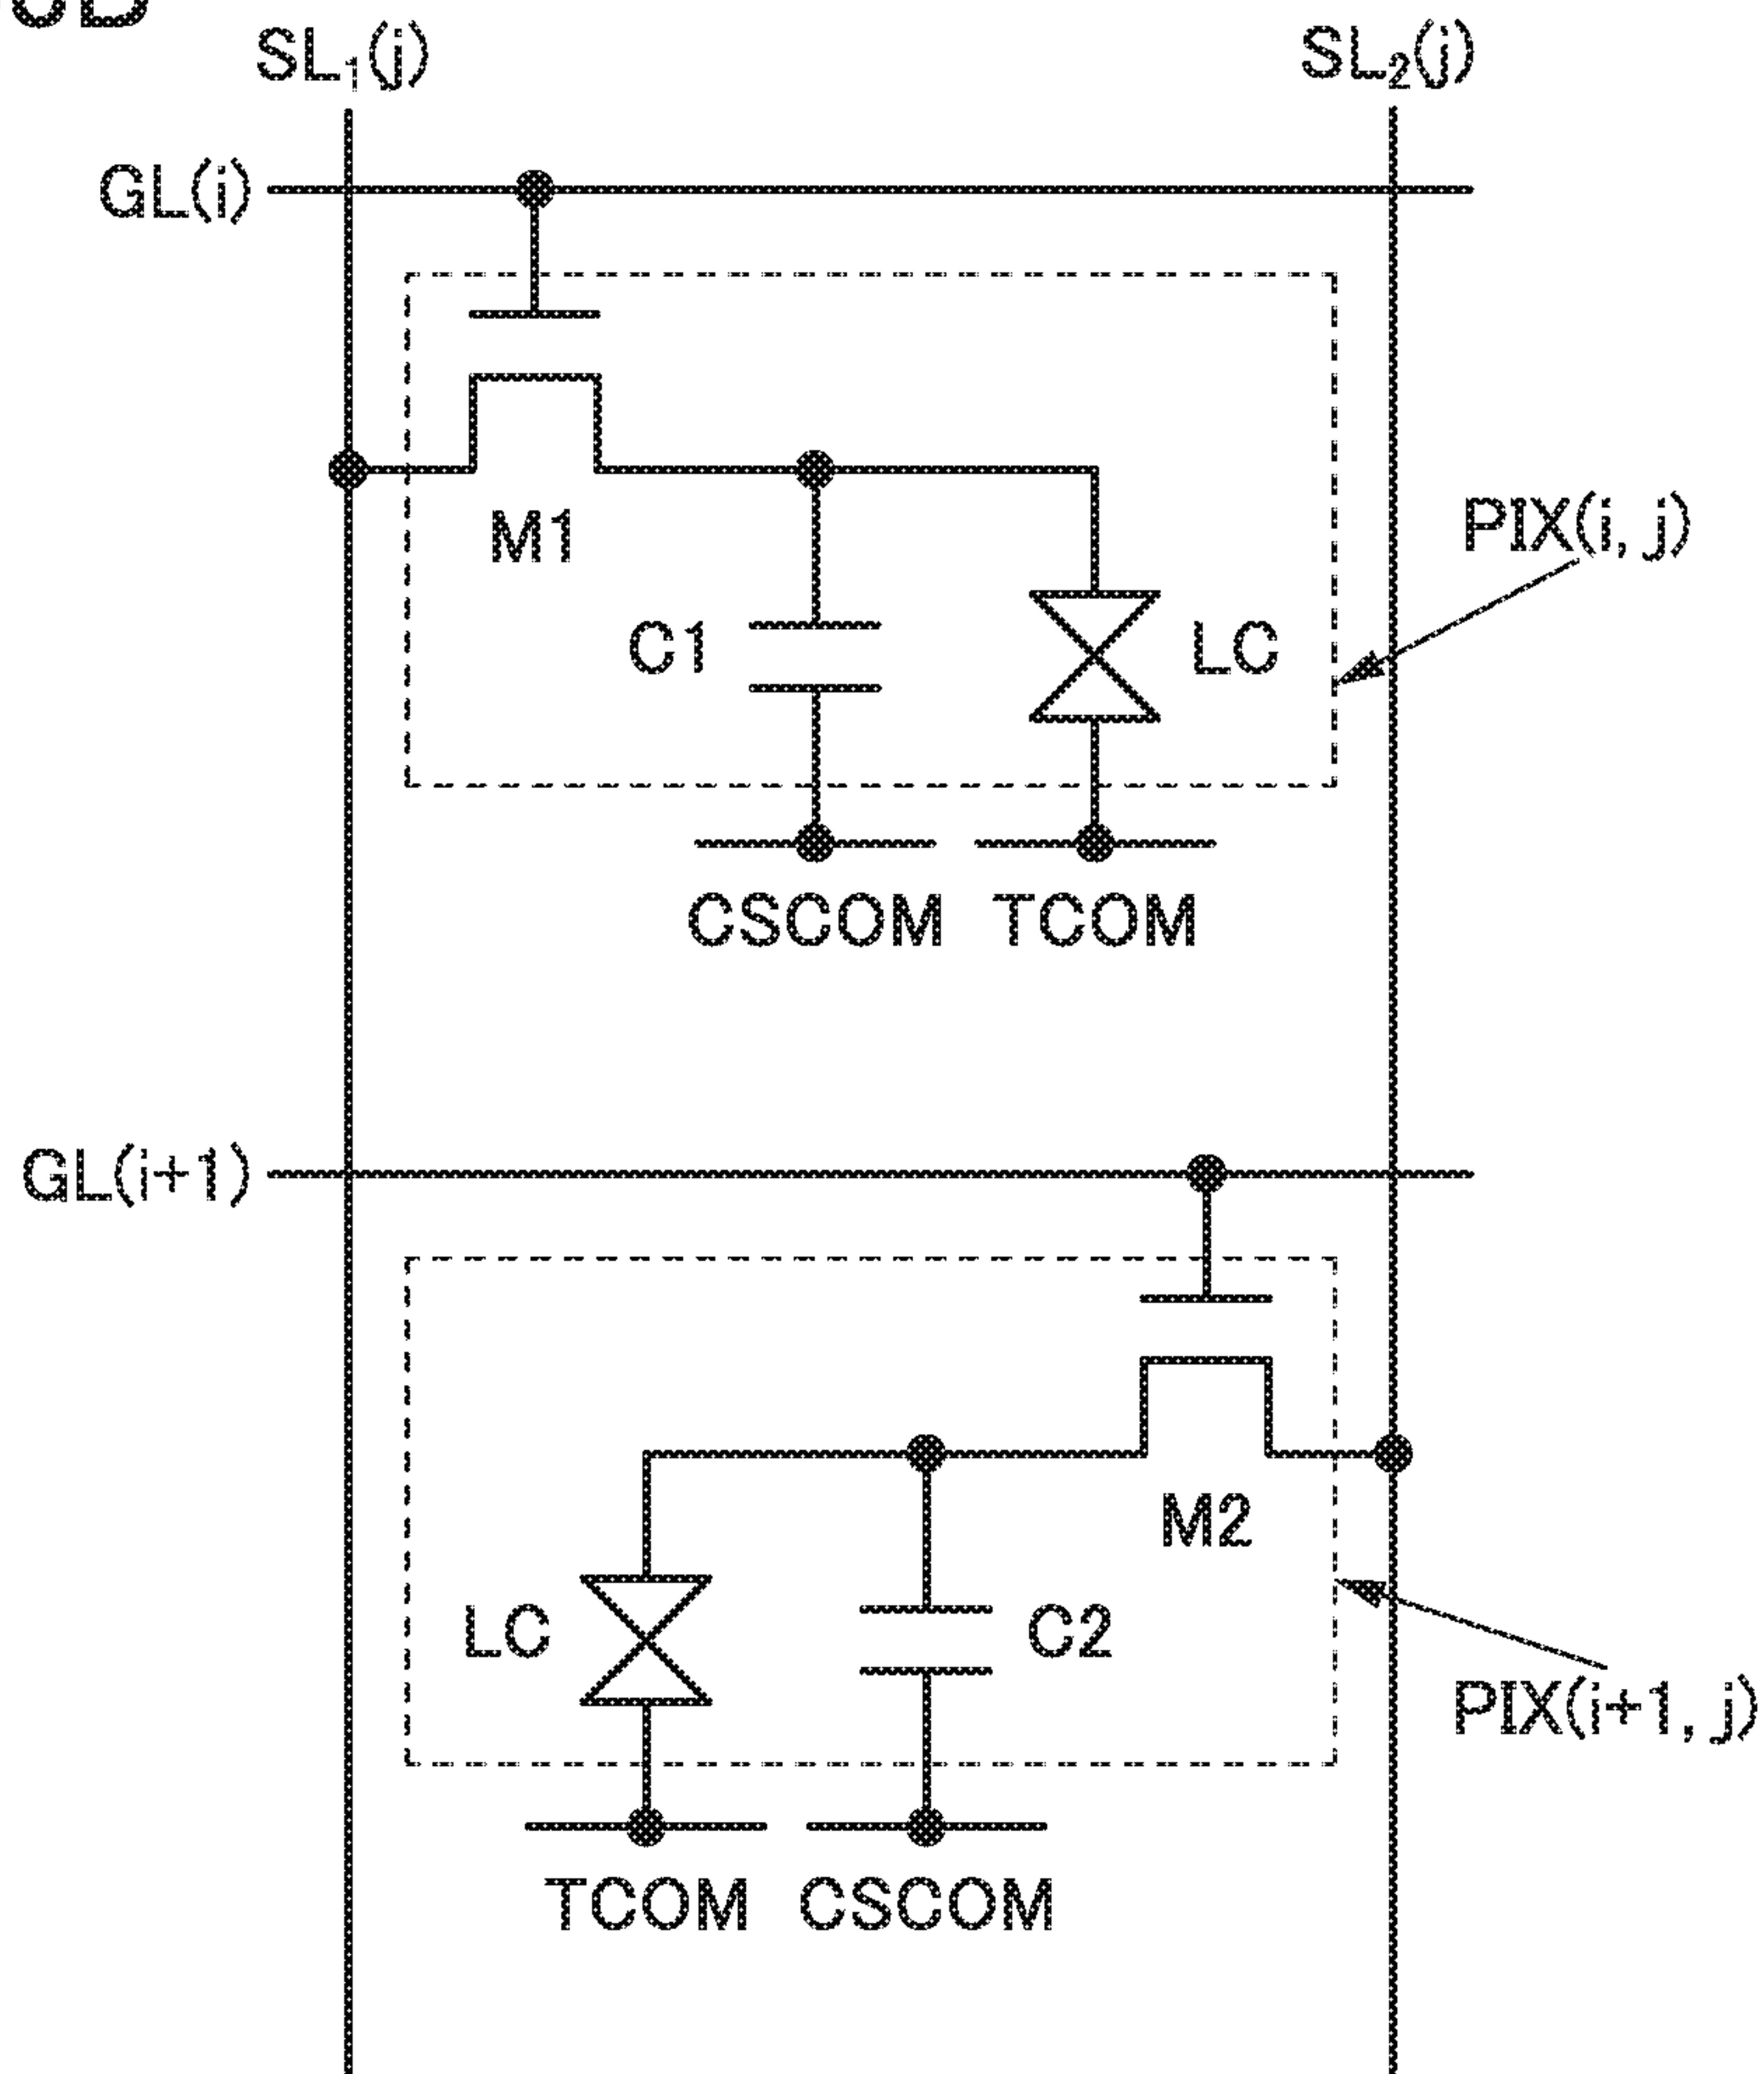 SL₁(j) SL₂(j)
GL(i)
M1
PIX(i, j)
C1 LC
CSCOM TCOM
GL(i+1)
M2
LC C2
PIX(i+1, j)
TCOM CSCOM